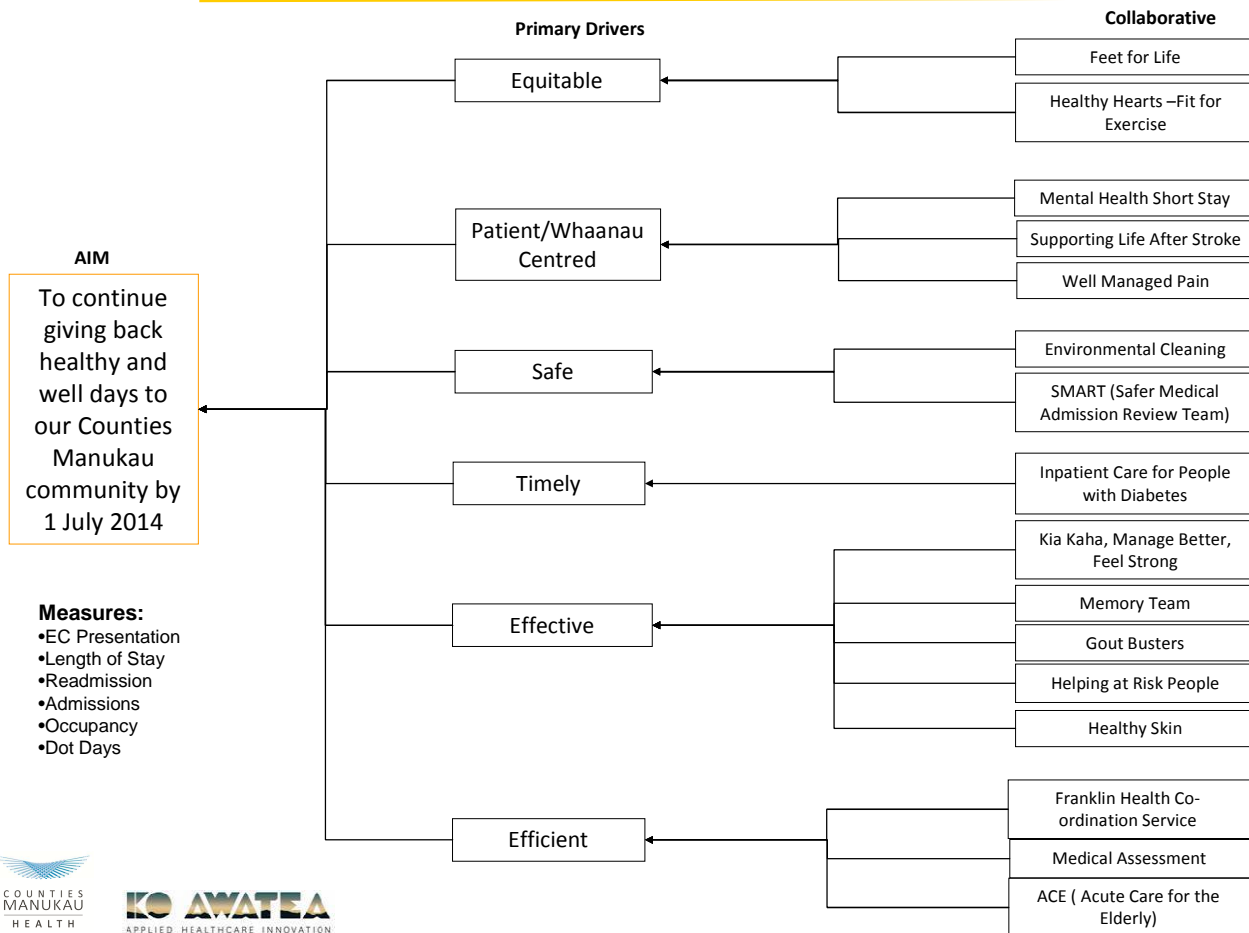 Primary Drivers
Collaborative
Equitable
Feet for Life
Healthy Hearts –Fit for
Exercise
Patient/Whaanau
Centred
Mental Health Short Stay
Supporting Life After Stroke
Well Managed Pain
AIM
To continue
giving back
healthy and
well days to
our Counties
Manukau
community by
1 July 2014
Safe
Environmental Cleaning
SMART (Safer Medical
Admission Review Team)
Timely
Inpatient Care for People
with Diabetes
Effective
Kia Kaha, Manage Better,
Feel Strong
Memory Team
Gout Busters
Helping at Risk People
Healthy Skin
Measures:
•EC Presentation
•Length of Stay
•Readmission
•Admissions
•Occupancy
•Dot Days
Efficient
Franklin Health Co-
ordination Service
Medical Assessment
ACE ( Acute Care for the
Elderly)
COUNTIES
MANUKAU
HEALTH
KO AWATEA
APPLIED HEALTHCARE INNOVATION